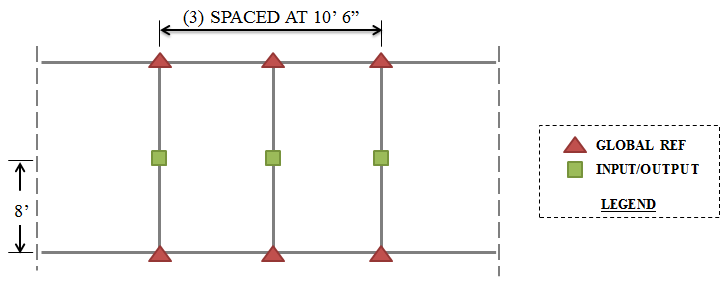 (3) SPACED AT 10’ 6”
GLOBAL REF
INPUT/OUTPUT
LEGEND
8’